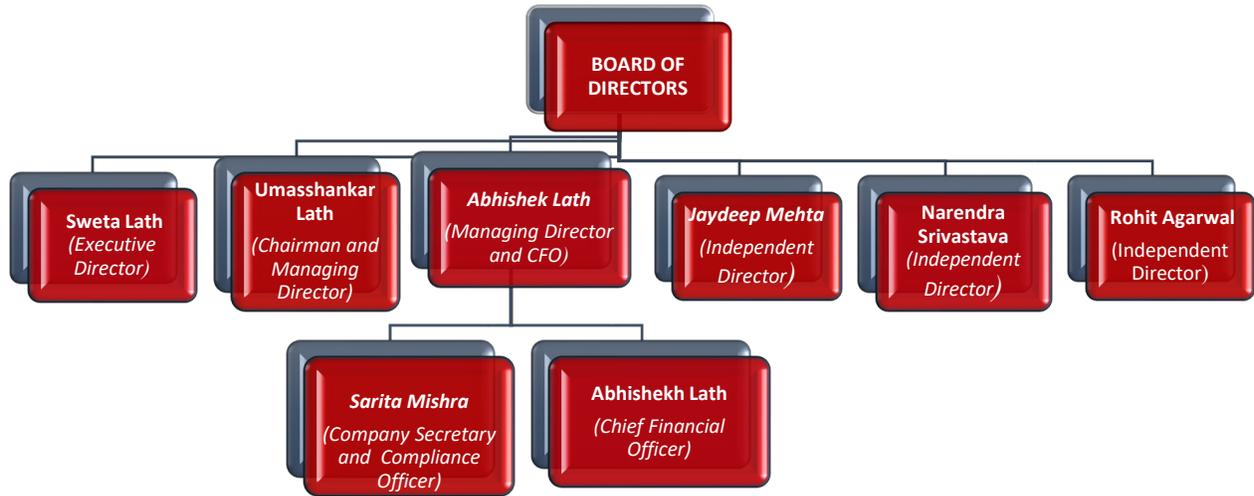 BOARD OF
DIRECTORS
Sweta Lath
(Executive
Director)
Umasshankar
Lath
(Chairman and
Managing
Director)
Abhishek Lath
(Managing Director
and CFO)
Jaydeep Mehta
(Independent
Director)
Narendra
Srivastava
(Independent
Director)
Rohit Agarwal
(Independent
Director)
Sarita Mishra
(Company Secretary
and Compliance
Officer)
Abhishekh Lath
(Chief Financial
Officer)